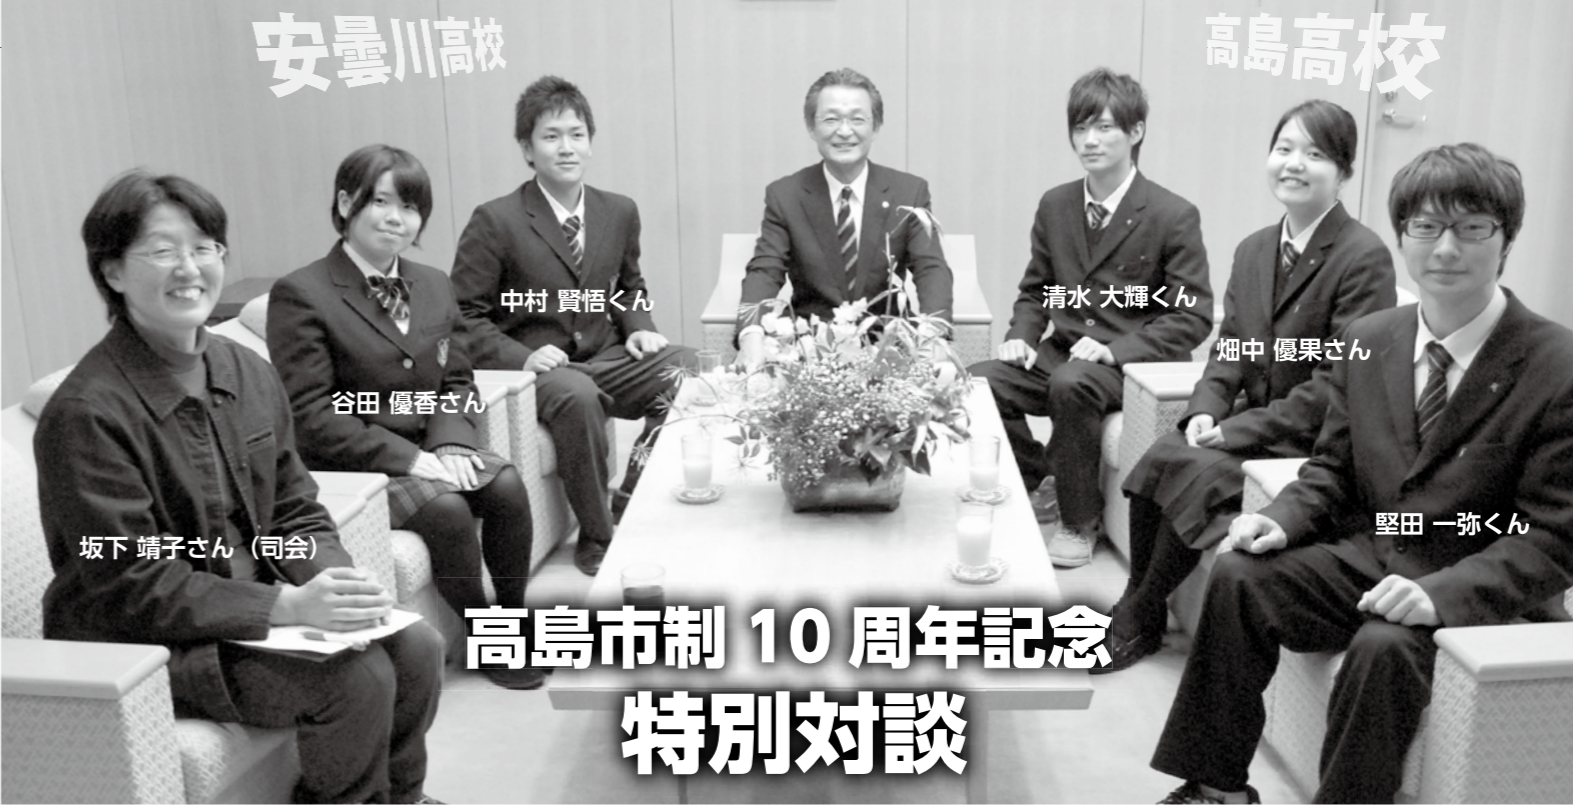 安曇川高校
高島高校
中村 賢悟くん
清水 大輝くん
畑中 優果さん
谷田 優香さん
堅田 一弥くん
坂下 靖子さん（司会）
高島市制 10 周年記念
特別対談